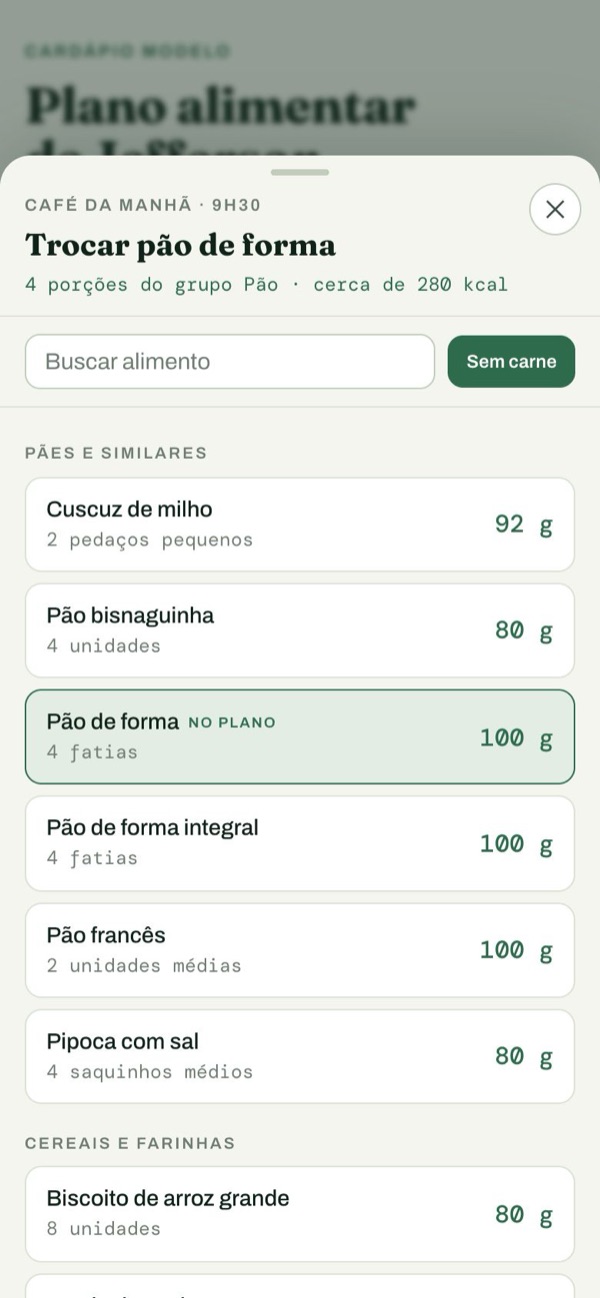 CARDÁPIO MODELO
Plano alimentar
de Jefferson
CAFÉ DA MANHÃ · 9H30
Trocar pão de forma
4 porções do grupo Pão · cerca de 280 kcal
Buscar alimento
Sem carne
PÃES E SIMILARES
Cuscuz de milho
2 pedaços pequenos
92 g
Pão bisnaguinha
4 unidades
80 g
Pão de forma NO PLANO
4 fatias
100 g
Pão de forma integral
4 fatias
100 g
Pão francês
2 unidades médias
100 g
Pipoca com sal
4 saquinhos médios
80 g
CEREAIS E FARINHAS
Biscoito de arroz grande
8 unidades
80 g